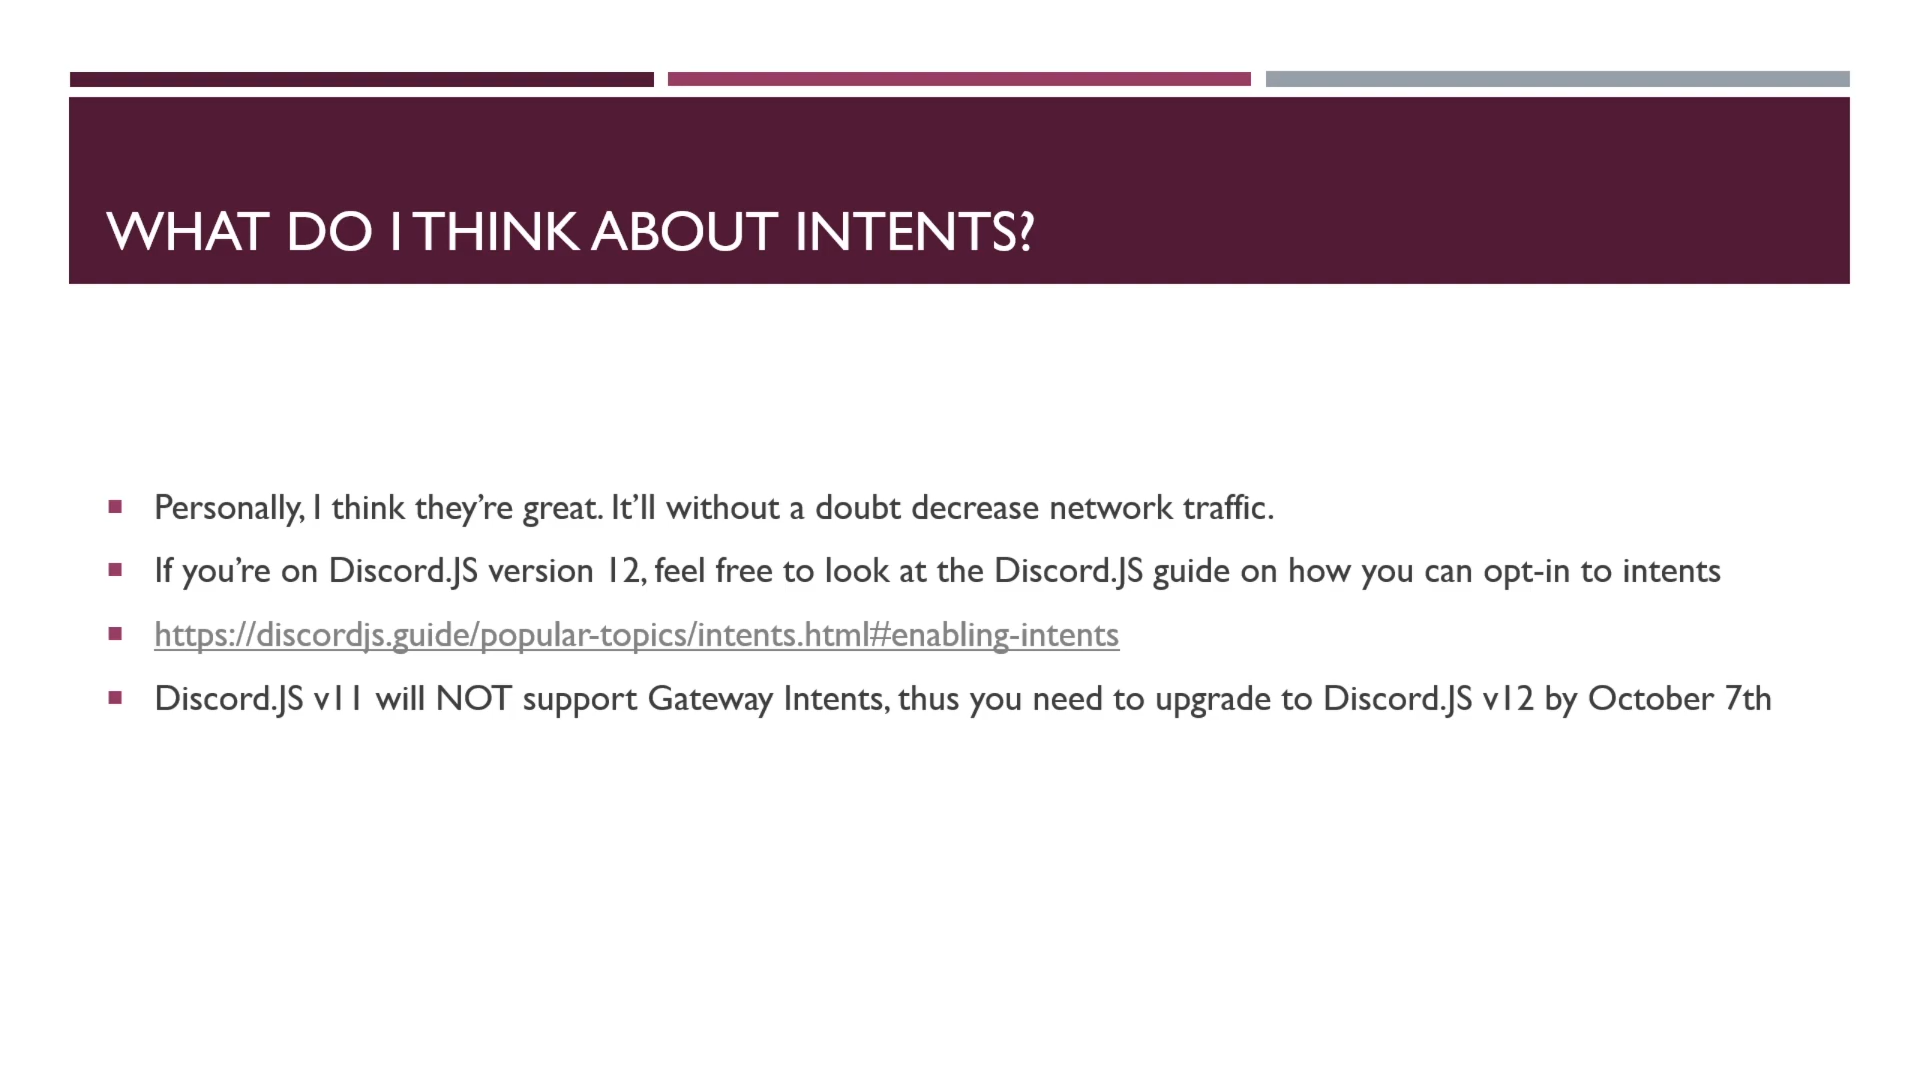 WHAT DO I THINK ABOUT INTENTS?
Personally, I think they’re great. It’ll without a doubt decrease network traffic.
If you’re on Discord.JS version 12, feel free to look at the Discord.JS guide on how you can opt-in to intents
https://discordjs.guide/popular-topics/intents.html#enabling-intents
Discord.JS v11 will NOT support Gateway Intents, thus you need to upgrade to Discord.JS v12 by October 7th